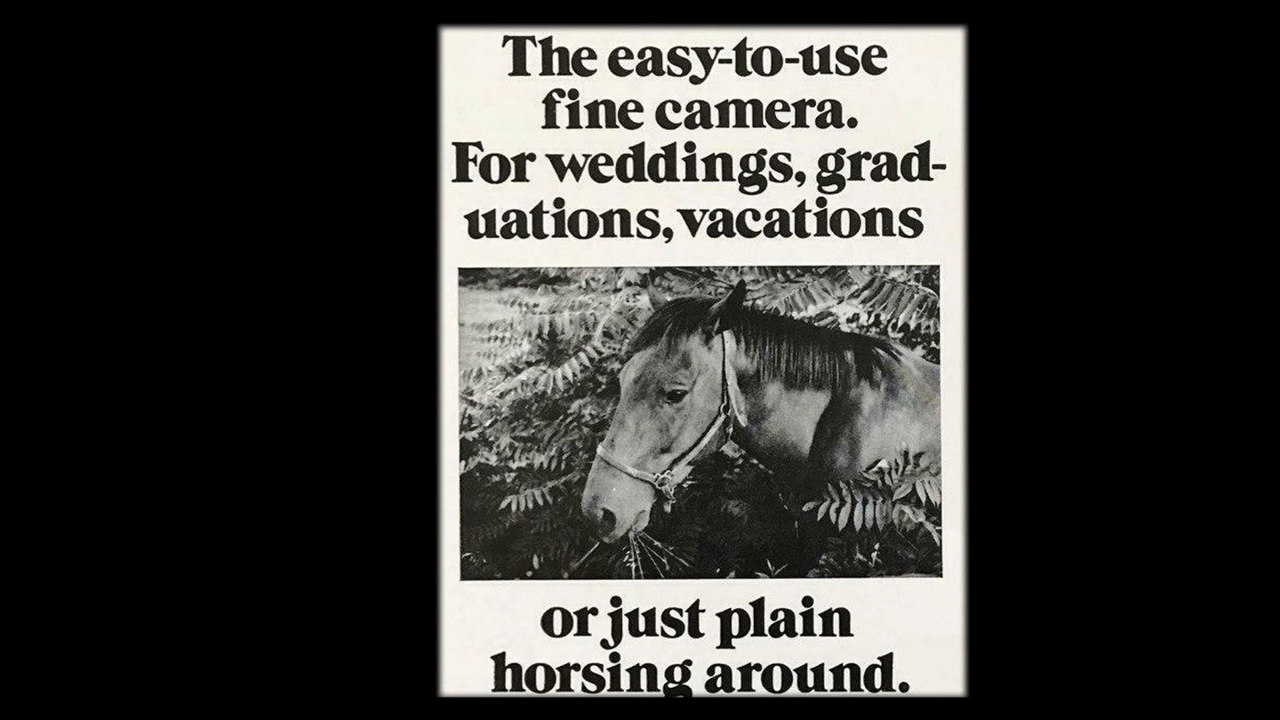 The easy-to-use
fine camera.
For weddings, grad-
uations, vacations
or just plain
horsing around.